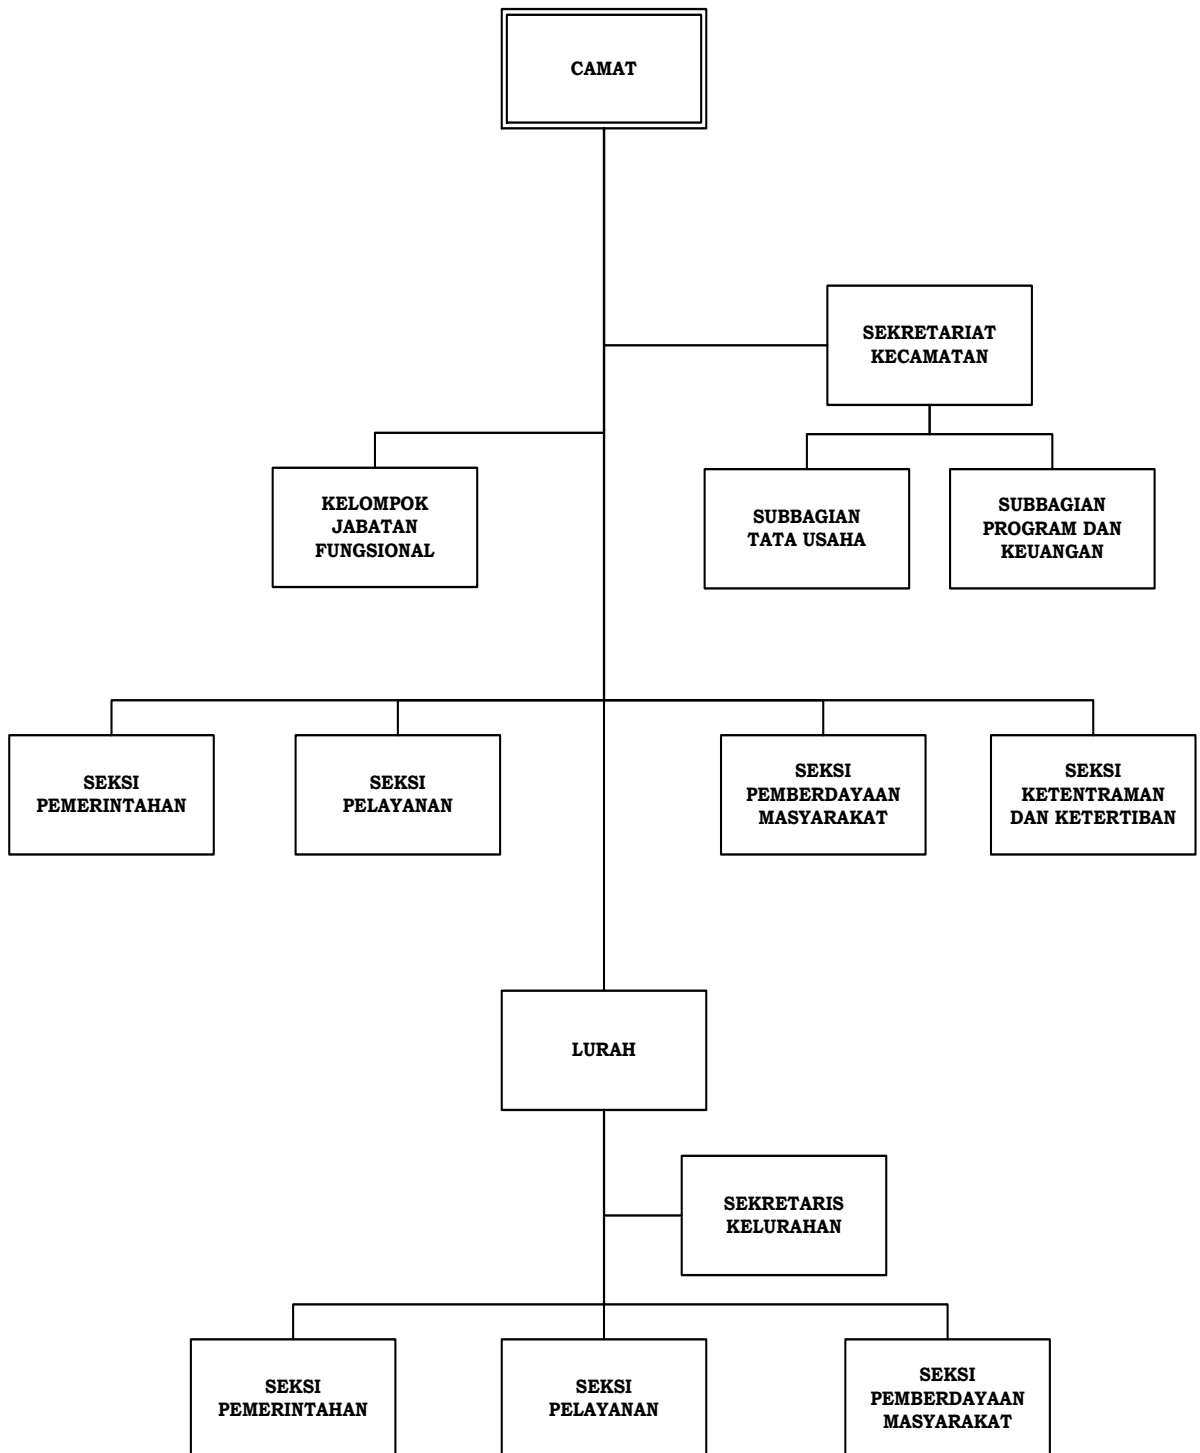 CAMAT
SEKRETARIAT
KECAMATAN
KELOMPOK
JABATAN
FUNGSIONAL
SUBBAGIAN
TATA USAHA
SUBBAGIAN
PROGRAM DAN
KEUANGAN
SEKSI
PEMERINTAHAN
SEKSI
PELAYANAN
SEKSI
PEMBERDAYAAN
MASYARAKAT
SEKSI
KETENTRAMAN
DAN KETERTIBAN
LURAH
SEKRETARIS
KELURAHAN
SEKSI
PEMERINTAHAN
SEKSI
PELAYANAN
SEKSI
PEMBERDAYAAN
MASYARAKAT